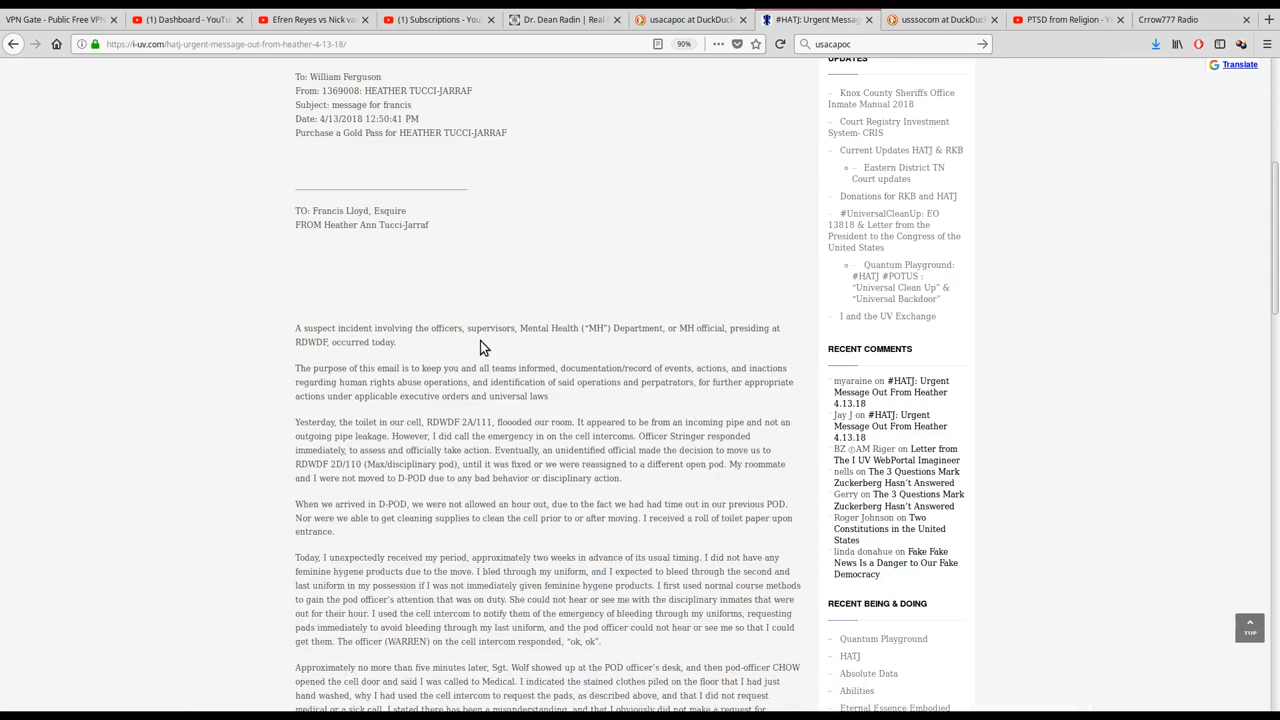 VPN Gate - Public Free VPN
(1) Dashboard - YouTu
Efren Reyes vs Nick va
(1) Subscriptions - Yo
Dr. Dean Radin | Real
usacapoc at DuckDuck
#HATJ: Urgent Messag
usssocom at DuckDuck
PTSD from Religion - Y
Crrow777 Radio
https://i-uv.com/hatj-urgent-message-out-from-heather-4-13-18/
90%
usacapoc
To: William Ferguson
From: 1369008: HEATHER TUCCI-JARRAF
Subject: message for francis
Date: 4/13/2018 12:50:41 PM
Purchase a Gold Pass for HEATHER TUCCI-JARRAF
TO: Francis Lloyd, Esquire
FROM Heather Ann Tucci-Jarraf
A suspect incident involving the officers, supervisors, Mental Health (“MH”) Department, or MH official, presiding at
RDWDF, occurred today.
The purpose of this email is to keep you and all teams informed, documentation/record of events, actions, and inactions
regarding human rights abuse operations, and identification of said operations and perpatrators, for further appropriate
actions under applicable executive orders and universal laws
Yesterday, the toilet in our cell, RDWDF 2A/111, floooded our room. It appeared to be from an incoming pipe and not an
outgoing pipe leakage. However, I did call the emergency in on the cell intercoms. Officer Stringer responded
immediately, to assess and officially take action. Eventually, an unidentified official made the decision to move us to
RDWDF 2D/110 (Max/disciplinary pod), until it was fixed or we were reassigned to a different open pod. My roommate
and I were not moved to D-POD due to any bad behavior or disciplinary action.
When we arrived in D-POD, we were not allowed an hour out, due to the fact we had had time out in our previous POD.
Nor were we able to get cleaning supplies to clean the cell prior to or after moving. I received a roll of toilet paper upon
entrance.
Today, I unexpectedly received my period, approximately two weeks in advance of its usual timing. I did not have any
feminine hygene products due to the move. I bled through my uniform, and I expected to bleed through the second and
last uniform in my possession if I was not immediately given feminine hygene products. I first used normal course methods
to gain the pod officer’s attention that was on duty. She could not hear or see me with the disciplinary inmates that were
out for their hour. I used the cell intercom to notify them of the emergency of bleeding through my uniforms, requesting
pads immediately to avoid bleeding through my last uniform, and the pod officer could not hear or see me so that I could
get them. The officer (WARREN) on the cell intercom responded, “ok, ok”.
Approximately no more than five minutes later, Sgt. Wolf showed up at the POD officer’s desk, and then pod-officer CHOW
opened the cell door and said I was called to Medical. I indicated the stained clothes piled on the floor that I had just
hand washed, why I had used the cell intercom to request the pads, as described above, and that I did not request
medical or a sick call. I stated there has been a misunderstanding, and that I obviously did not make a request for
UPDATES
Knox County Sheriffs Office
Inmate Manual 2018
Court Registry Investment
System- CRIS
Current Updates HATJ & RKB
Eastern District TN
Court updates
Donations for RKB and HATJ
#UniversalCleanUp: EO
13818 & Letter from the
President to the Congress of the
United States
Quantum Playground:
#HATJ #POTUS :
“Universal Clean Up” &
“Universal Backdoor”
I and the UV Exchange
RECENT COMMENTS
myaraine on #HATJ: Urgent
Message Out From Heather
4.13.18
Jay J on #HATJ: Urgent
Message Out From Heather
4.13.18
BZ ⓒAM Riger on Letter from
The I UV WebPortal Imagineer
nells on The 3 Questions Mark
Zuckerberg Hasn’t Answered
Gerry on The 3 Questions Mark
Zuckerberg Hasn’t Answered
Roger Johnson on Two
Constitutions in the United
States
linda donahue on Fake Fake
News Is a Danger to Our Fake
Democracy
RECENT BEING & DOING
Quantum Playground
HATJ
Absolute Data
Abilities
Eternal Essence Embodied
Translate
TOP